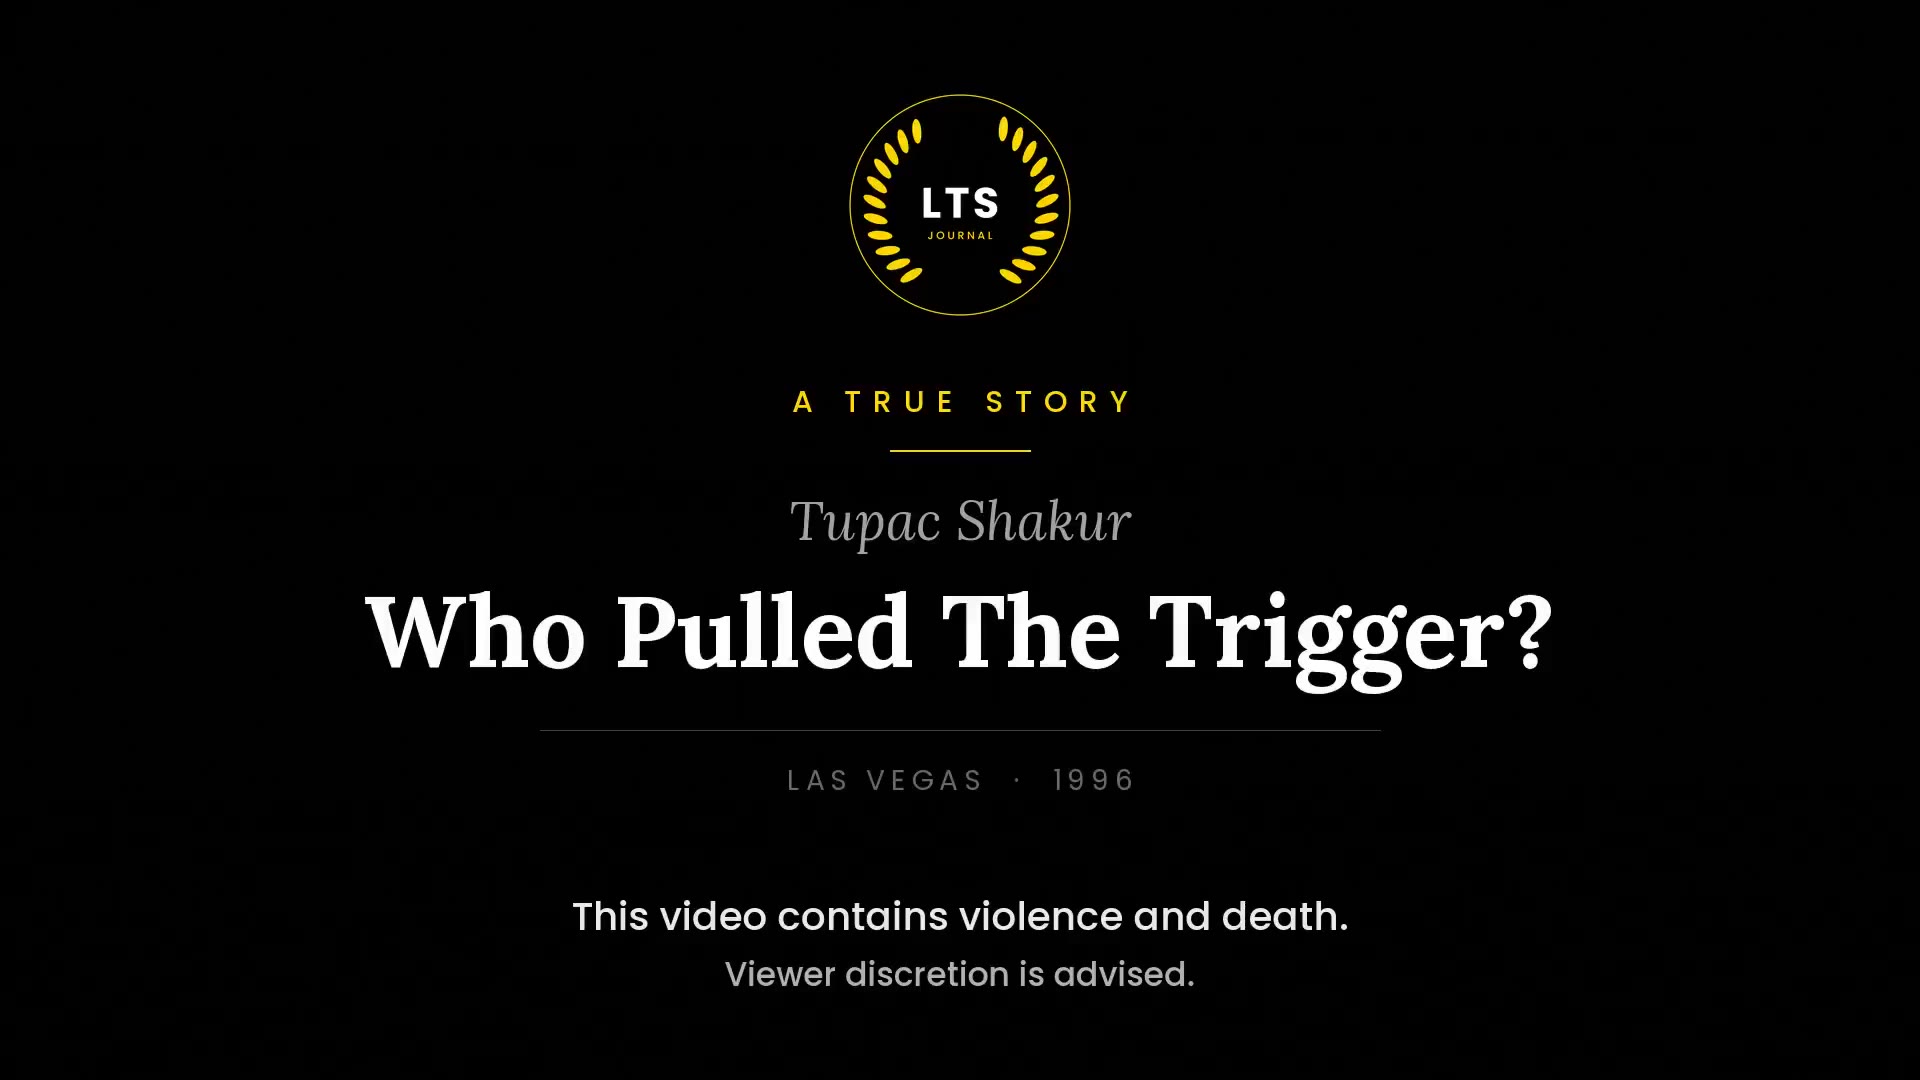 LTS
JOURNAL
A TRUE STORY
Tupac Shakur
Who Pulled The Trigger?
LAS VEGAS · 1996
This video contains violence and death.
Viewer discretion is advised.